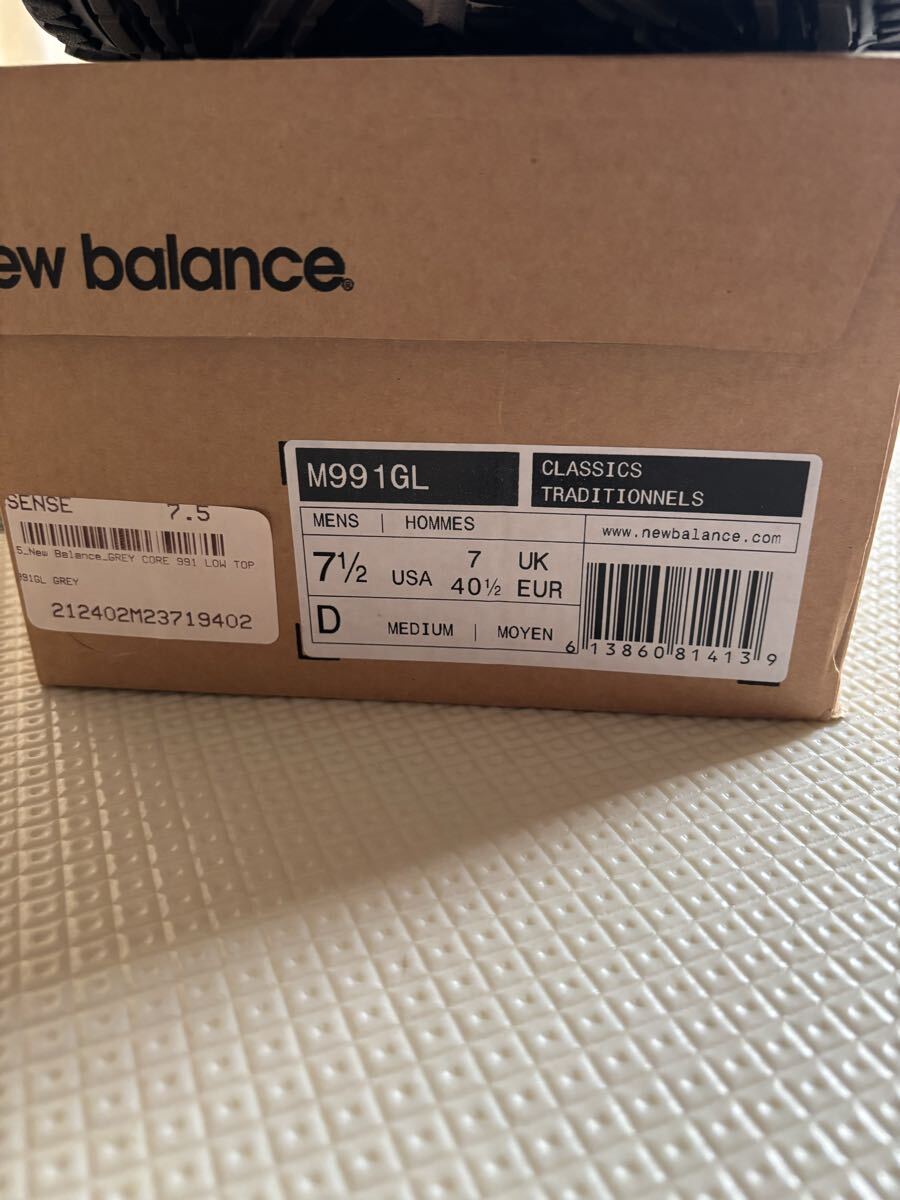 ew balance®
SENSE 7.5
5_New Balance_GREY CORE 991 LOW TOP
991GL GREY
212402M23719402
M991GL
CLASSICS
TRADITIONNELS
MENS | HOMMES
www.newbalance.com
7½ USA 7 UK
40½ EUR
D MEDIUM | MOYEN
6 13860 81413 9